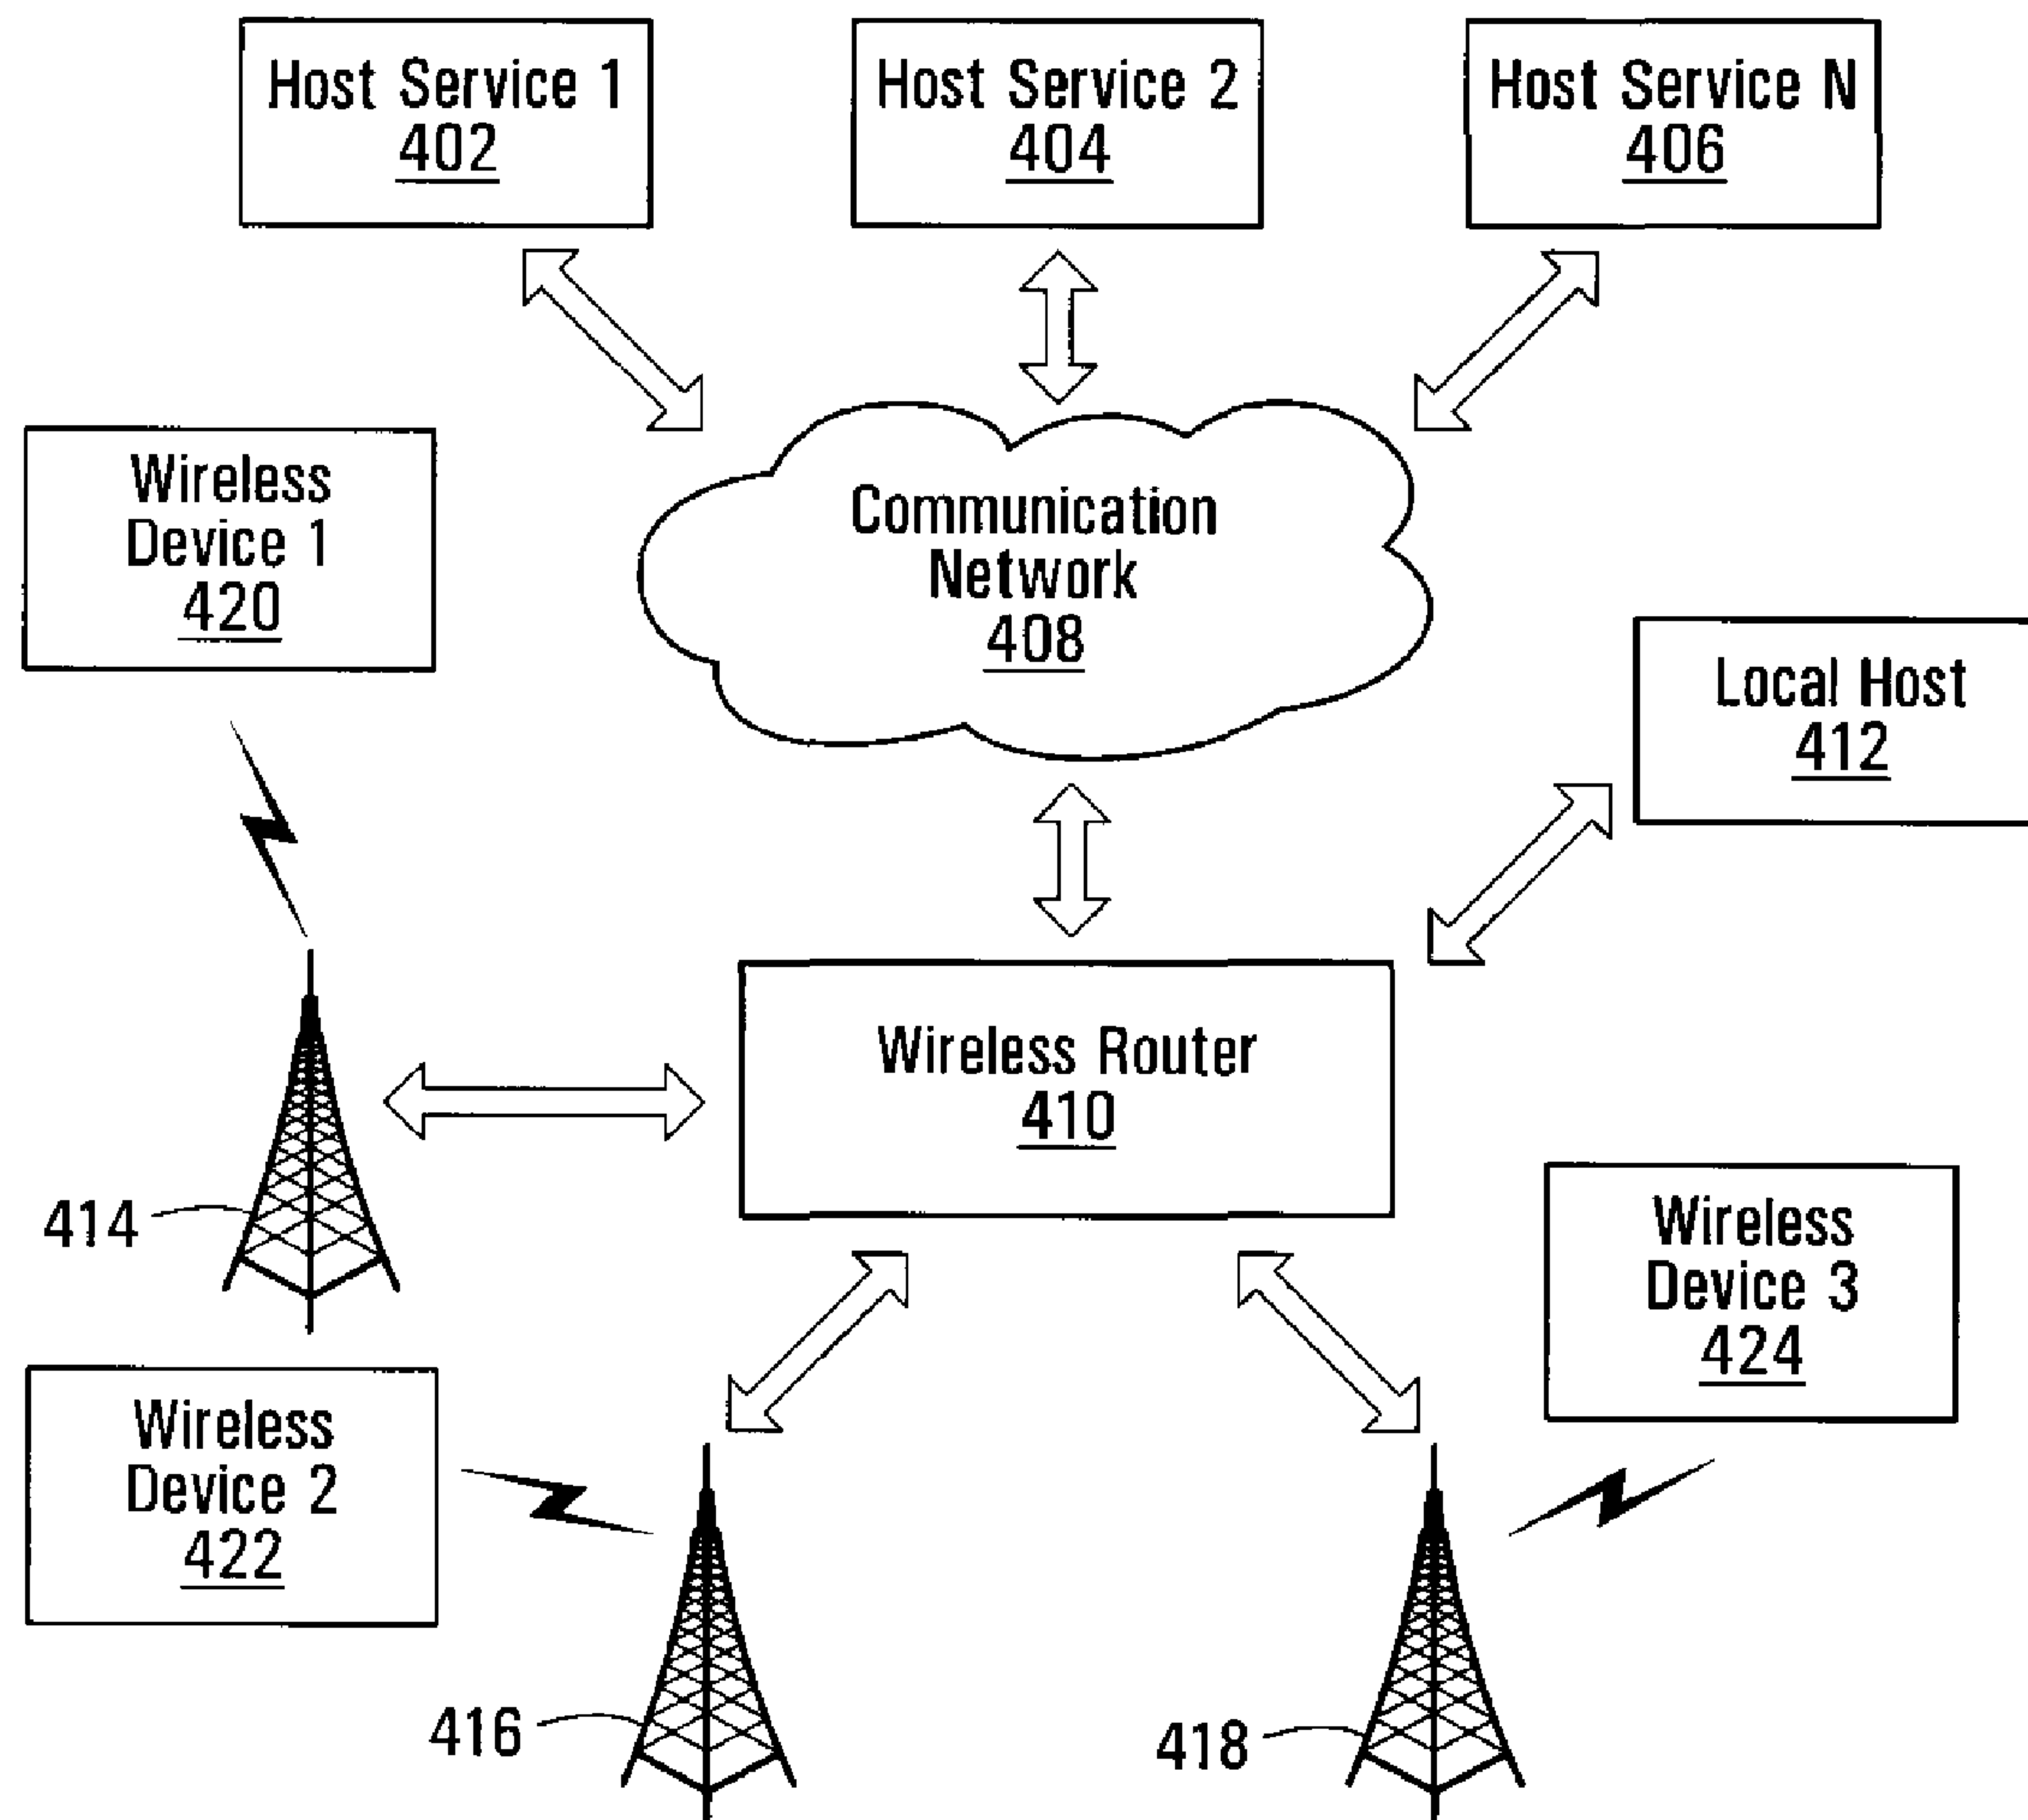 Host Service 1
402
Host Service 2
404
Host Service N
406
Wireless
Device 1
420
Communication
Network
408
Local Host
412
Wireless Router
410
414
Wireless
Device 3
424
Wireless
Device 2
422
416
418